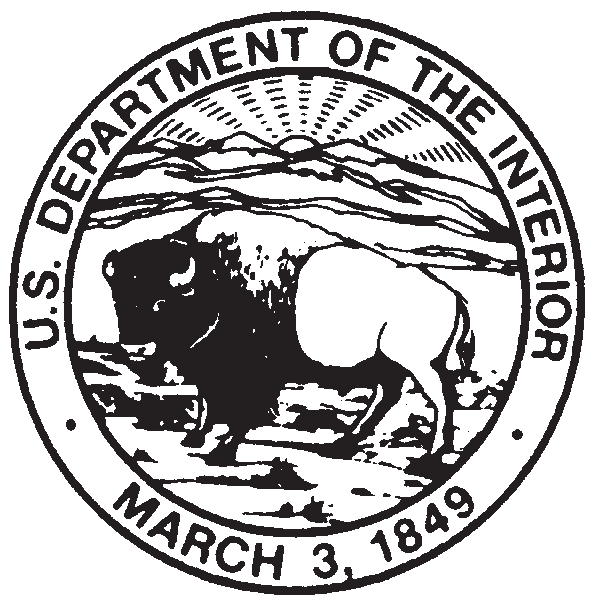 U.S. DEPARTMENT OF THE INTERIOR
MARCH 3, 1849